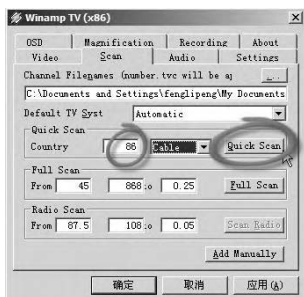 Winamp TV (x86)
OSD Magnification Recording About
Video Scan Audio Settings
Channel Filenames (number.tvc will be a
C:\Documents and Settings\fenglipeng\My Documents
Default TV Syst Automatic
Quick Scan
Country 86 Cable Quick Scan
Full Scan
From 45 868 :o 0.25 Full Scan
Radio Scan
From 87.5 108 :o 0.05 Scan Radio
Add Manually
确定 取消 应用(A)